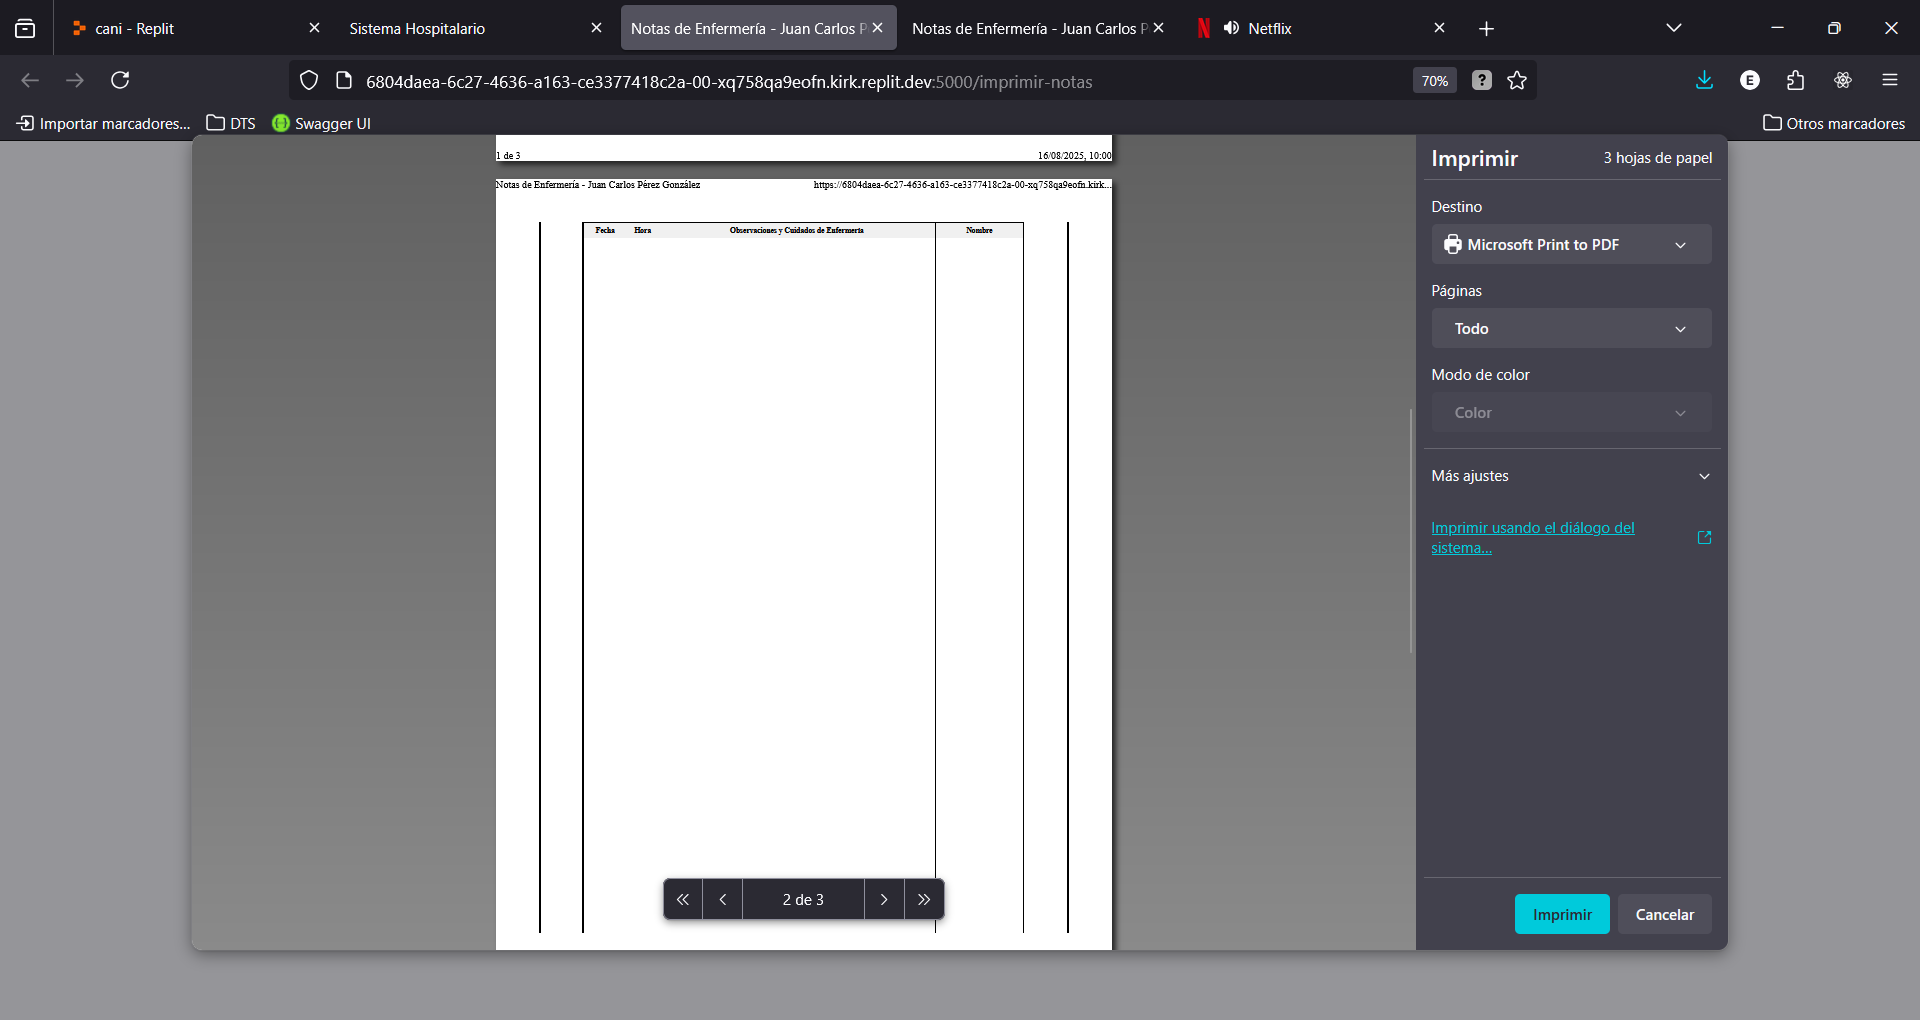 cani - Replit
Sistema Hospitalario
Notas de Enfermería - Juan Carlos P
Notas de Enfermería - Juan Carlos P
Netflix
6804daea-6c27-4636-a163-ce3377418c2a-00-xq758qa9eofn.kirk.replit.dev:5000/imprimir-notas
70%
?
E
Importar marcadores...
DTS
Swagger UI
Otros marcadores
1 de 3
16/08/2025, 10:00
Notas de Enfermería - Juan Carlos Pérez González
https://6804daea-6c27-4636-a163-ce3377418c2a-00-xq758qa9eofn.kirk...
Fecha
Hora
Observaciones y Cuidados de Enfermería
Nombre
2 de 3
Imprimir
3 hojas de papel
Destino
Microsoft Print to PDF
Páginas
Todo
Modo de color
Color
Más ajustes
Imprimir usando el diálogo del
sistema...
Imprimir
Cancelar